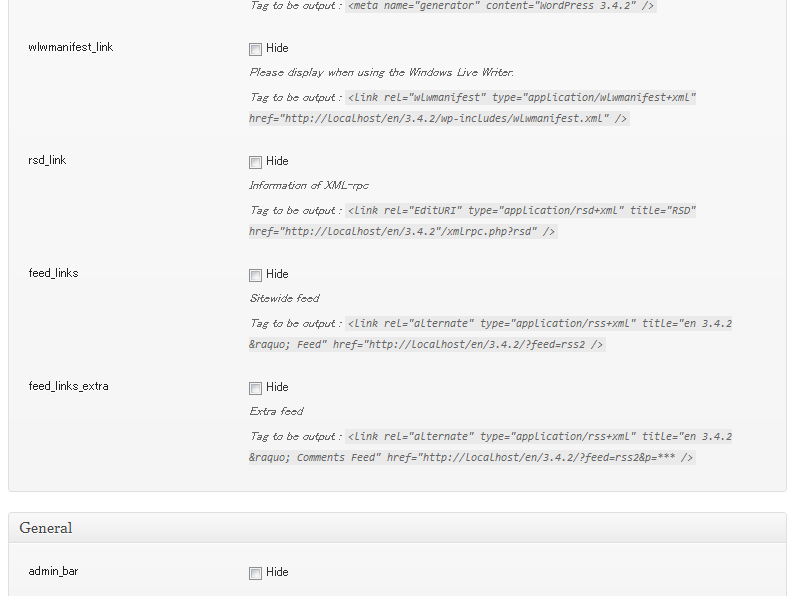 Tag to be output : <meta name="generator" content="WordPress 3.4.2" />
wlwmanifest_link
Hide
Please display when using the Windows Live Writer.
Tag to be output : <link rel="wlwmanifest" type="application/wlwmanifest+xml"
href="http://localhost/en/3.4.2/wp-includes/wlwmanifest.xml" />
rsd_link
Hide
Information of XML-rpc
Tag to be output : <link rel="EditURI" type="application/rsd+xml" title="RSD"
href="http://localhost/en/3.4.2"/xmlrpc.php?rsd" />
feed_links
Hide
Sitewide feed
Tag to be output : <link rel="alternate" type="application/rss+xml" title="en 3.4.2
&raquo; Feed" href="http://localhost/en/3.4.2/?feed=rss2 />
feed_links_extra
Hide
Extra feed
Tag to be output : <link rel="alternate" type="application/rss+xml" title="en 3.4.2
&raquo; Comments Feed" href="http://localhost/en/3.4.2/?feed=rss2&p=*** />
General
admin_bar
Hide